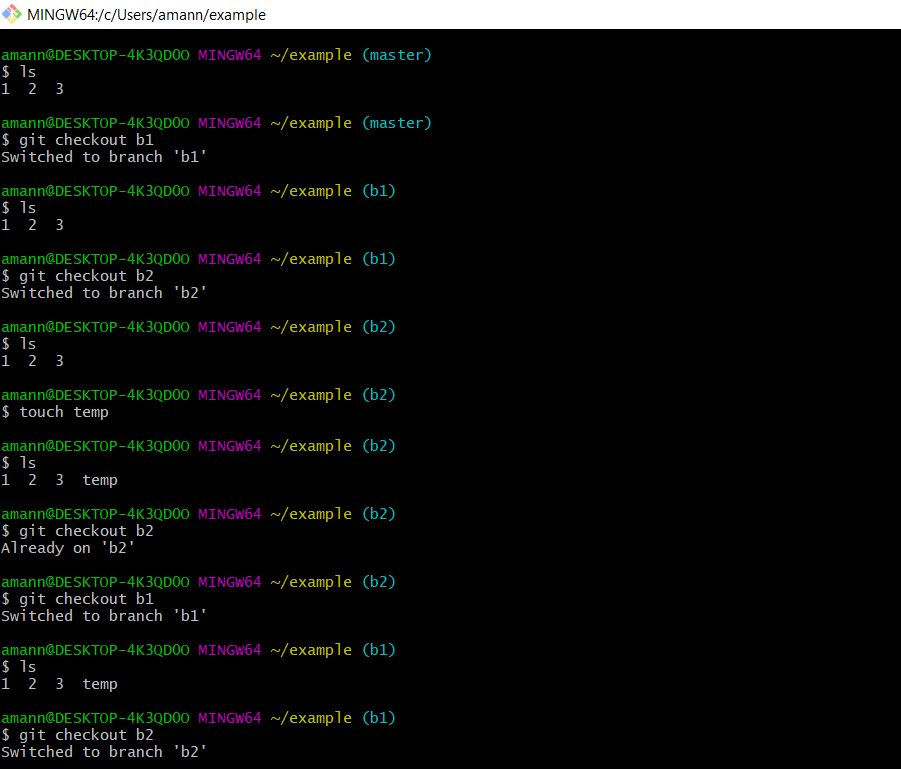 MINGW64:/c/Users/amann/example
amann@DESKTOP-4K3QD0O MINGW64 ~/example (master)
$ ls
1  2  3
amann@DESKTOP-4K3QD0O MINGW64 ~/example (master)
$ git checkout b1
Switched to branch 'b1'
amann@DESKTOP-4K3QD0O MINGW64 ~/example (b1)
$ ls
1  2  3
amann@DESKTOP-4K3QD0O MINGW64 ~/example (b1)
$ git checkout b2
Switched to branch 'b2'
amann@DESKTOP-4K3QD0O MINGW64 ~/example (b2)
$ ls
1  2  3
amann@DESKTOP-4K3QD0O MINGW64 ~/example (b2)
$ touch temp
amann@DESKTOP-4K3QD0O MINGW64 ~/example (b2)
$ ls
1  2  3  temp
amann@DESKTOP-4K3QD0O MINGW64 ~/example (b2)
$ git checkout b2
Already on 'b2'
amann@DESKTOP-4K3QD0O MINGW64 ~/example (b2)
$ git checkout b1
Switched to branch 'b1'
amann@DESKTOP-4K3QD0O MINGW64 ~/example (b1)
$ ls
1  2  3  temp
amann@DESKTOP-4K3QD0O MINGW64 ~/example (b1)
$ git checkout b2
Switched to branch 'b2'